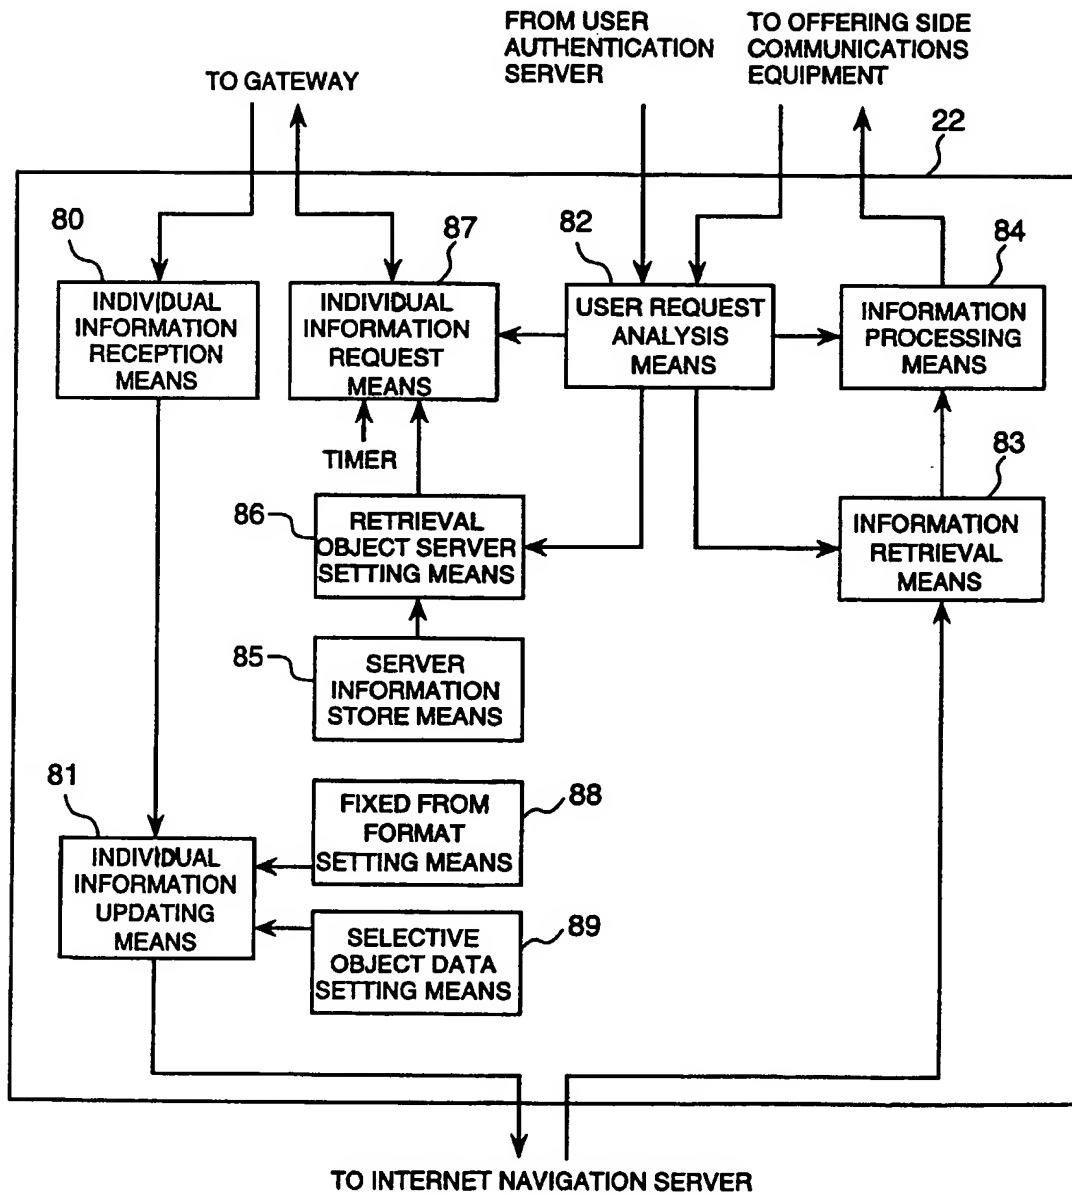 FROM USER
AUTHENTICATION
SERVER
TO OFFERING SIDE
COMMUNICATIONS
EQUIPMENT
TO GATEWAY
22
80
INDIVIDUAL
INFORMATION
RECEPTION
MEANS
87
INDIVIDUAL
INFORMATION
REQUEST
MEANS
82
USER REQUEST
ANALYSIS
MEANS
84
INFORMATION
PROCESSING
MEANS
TIMER
83
INFORMATION
RETRIEVAL
MEANS
86
RETRIEVAL
OBJECT SERVER
SETTING MEANS
85
SERVER
INFORMATION
STORE MEANS
81
INDIVIDUAL
INFORMATION
UPDATING
MEANS
88
FIXED FROM
FORMAT
SETTING MEANS
89
SELECTIVE
OBJECT DATA
SETTING MEANS
TO INTERNET NAVIGATION SERVER